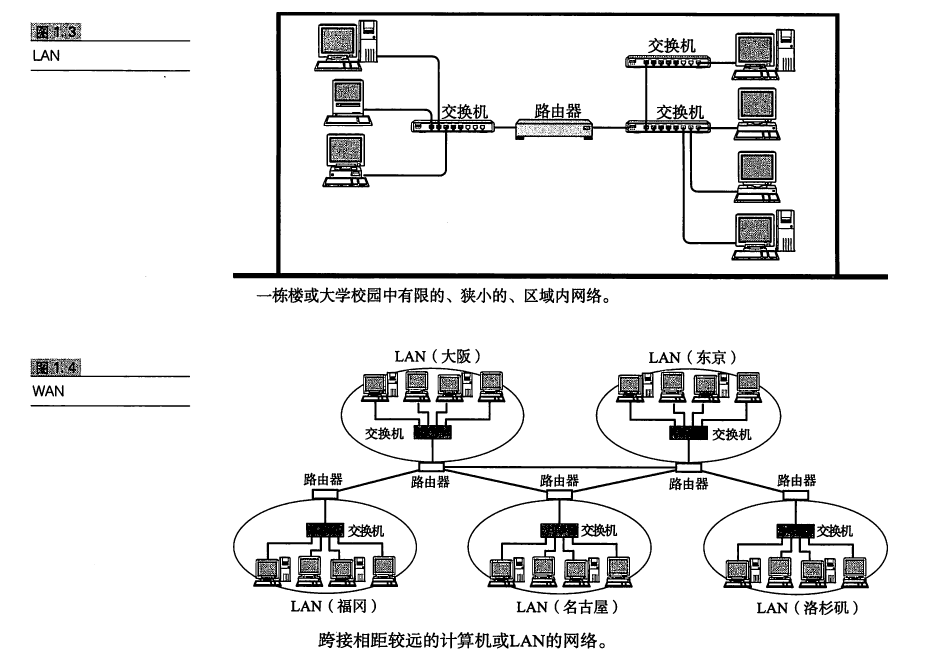 图1.3
LAN
交换机
交换机
路由器
交换机
一栋楼或大学校园中有限的、狭小的、区域内网络。
图1.4
WAN
LAN（大阪）
LAN（东京）
交换机
交换机
路由器
路由器
路由器
路由器
路由器
交换机
交换机
交换机
LAN（福冈）
LAN（名古屋）
LAN（洛杉矶）
跨接相距较远的计算机或LAN的网络。